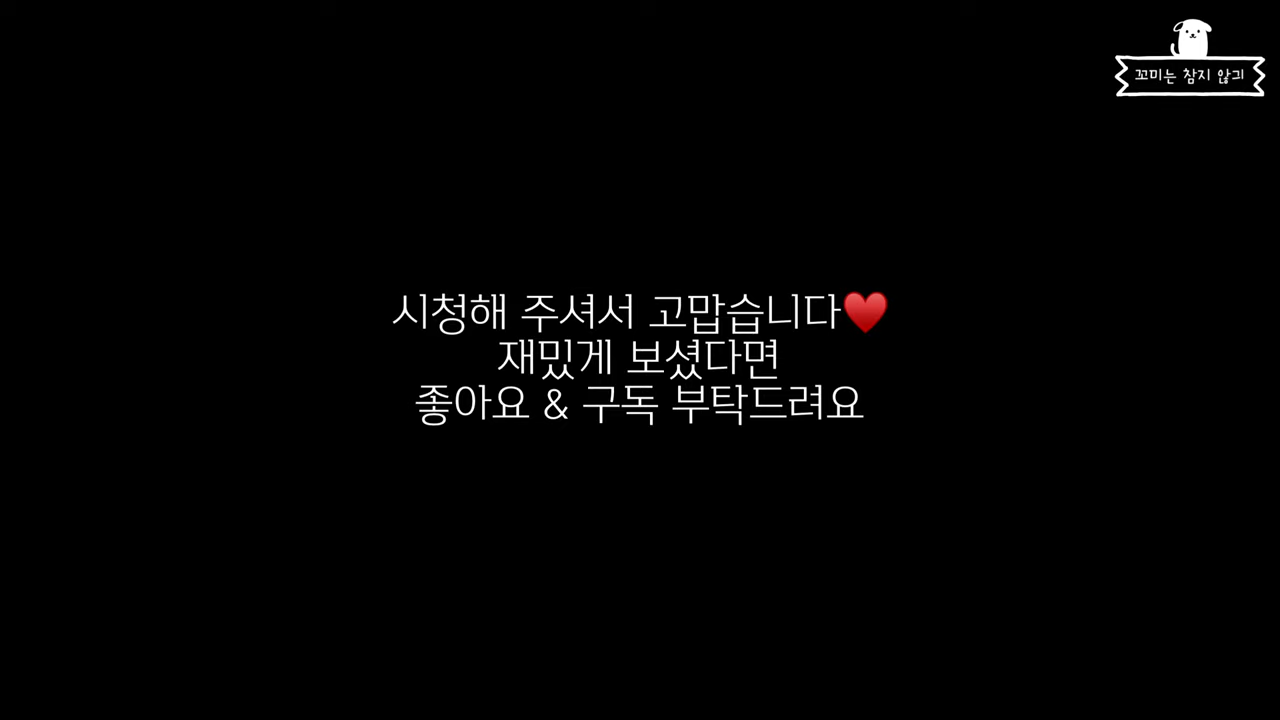 꼬미는 참지 않긔
시청해 주셔서 고맙습니다♥️
재밌게 보셨다면
좋아요 & 구독 부탁드려요